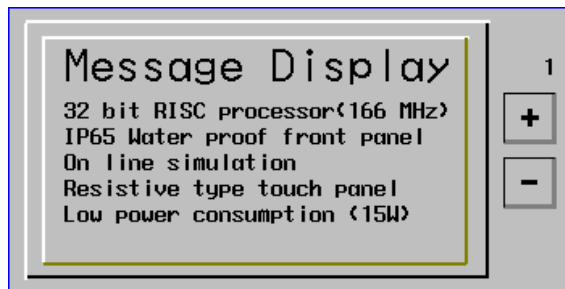 Message Display
32 bit RISC processor(166 MHz)
IP65 Water proof front panel
On line simulation
Resistive type touch panel
Low power consumption (15W)
1
+
-